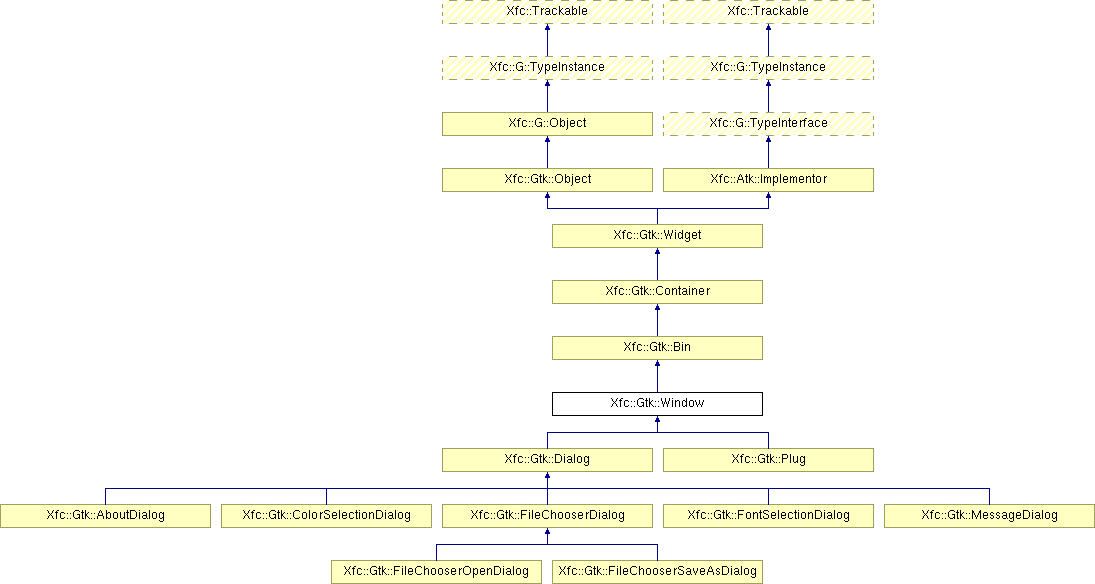 Xfc::Trackable Xfc::Trackable
Xfc::G::TypeInstance Xfc::G::TypeInstance
Xfc::G::Object Xfc::G::TypeInterface
Xfc::Gtk::Object Xfc::Atk::Implementor
Xfc::Gtk::Widget
Xfc::Gtk::Container
Xfc::Gtk::Bin
Xfc::Gtk::Window
Xfc::Gtk::Dialog Xfc::Gtk::Plug
Xfc::Gtk::AboutDialog Xfc::Gtk::ColorSelectionDialog Xfc::Gtk::FileChooserDialog Xfc::Gtk::FontSelectionDialog Xfc::Gtk::MessageDialog
Xfc::Gtk::FileChooserOpenDialog Xfc::Gtk::FileChooserSaveAsDialog